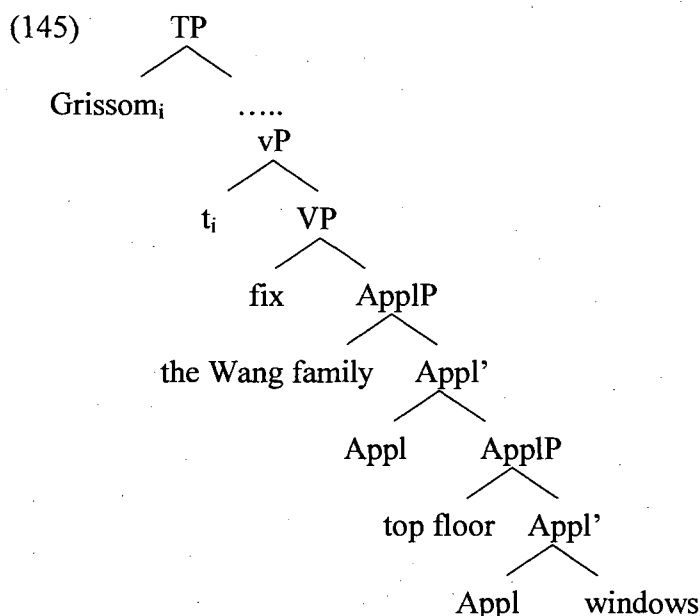 (145) TP
Grissomi .....
vP
ti VP
fix ApplP
the Wang family Appl’
Appl ApplP
top floor Appl’
Appl windows